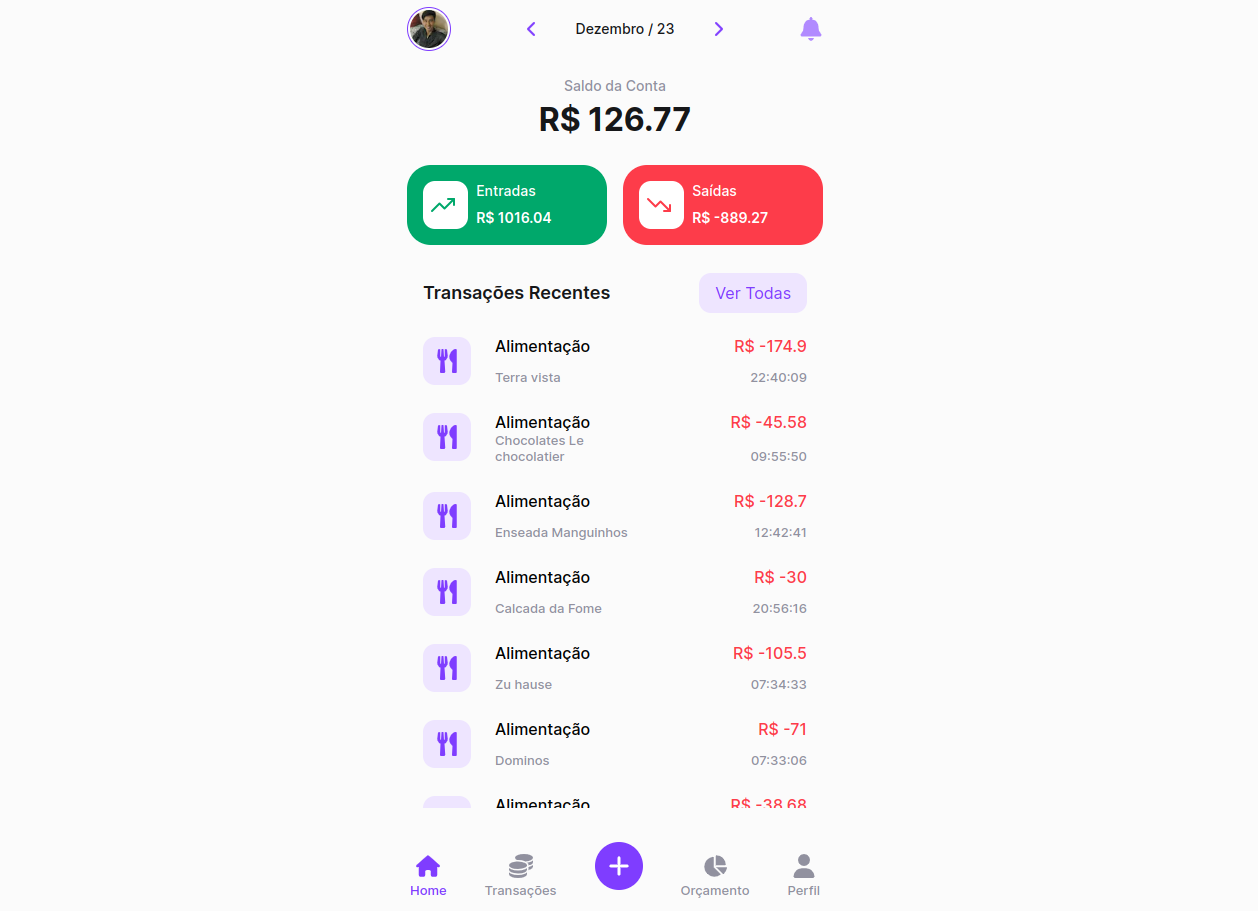 Dezembro / 23
Saldo da Conta
R$ 126.77
Entradas
R$ 1016.04
Saídas
R$ -889.27
Transações Recentes
Ver Todas
Alimentação
R$ -174.9
Terra vista
22:40:09
Alimentação
R$ -45.58
Chocolates Le
chocolatier
09:55:50
Alimentação
R$ -128.7
Enseada Manguinhos
12:42:41
Alimentação
R$ -30
Calcada da Fome
20:56:16
Alimentação
R$ -105.5
Zu hause
07:34:33
Alimentação
R$ -71
Dominos
07:33:06
Alimentação
R$ -38.68
Home
Transações
Orçamento
Perfil